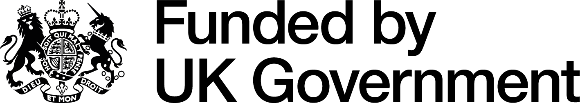 Funded by
UK Government
DIEU ET MON DROIT